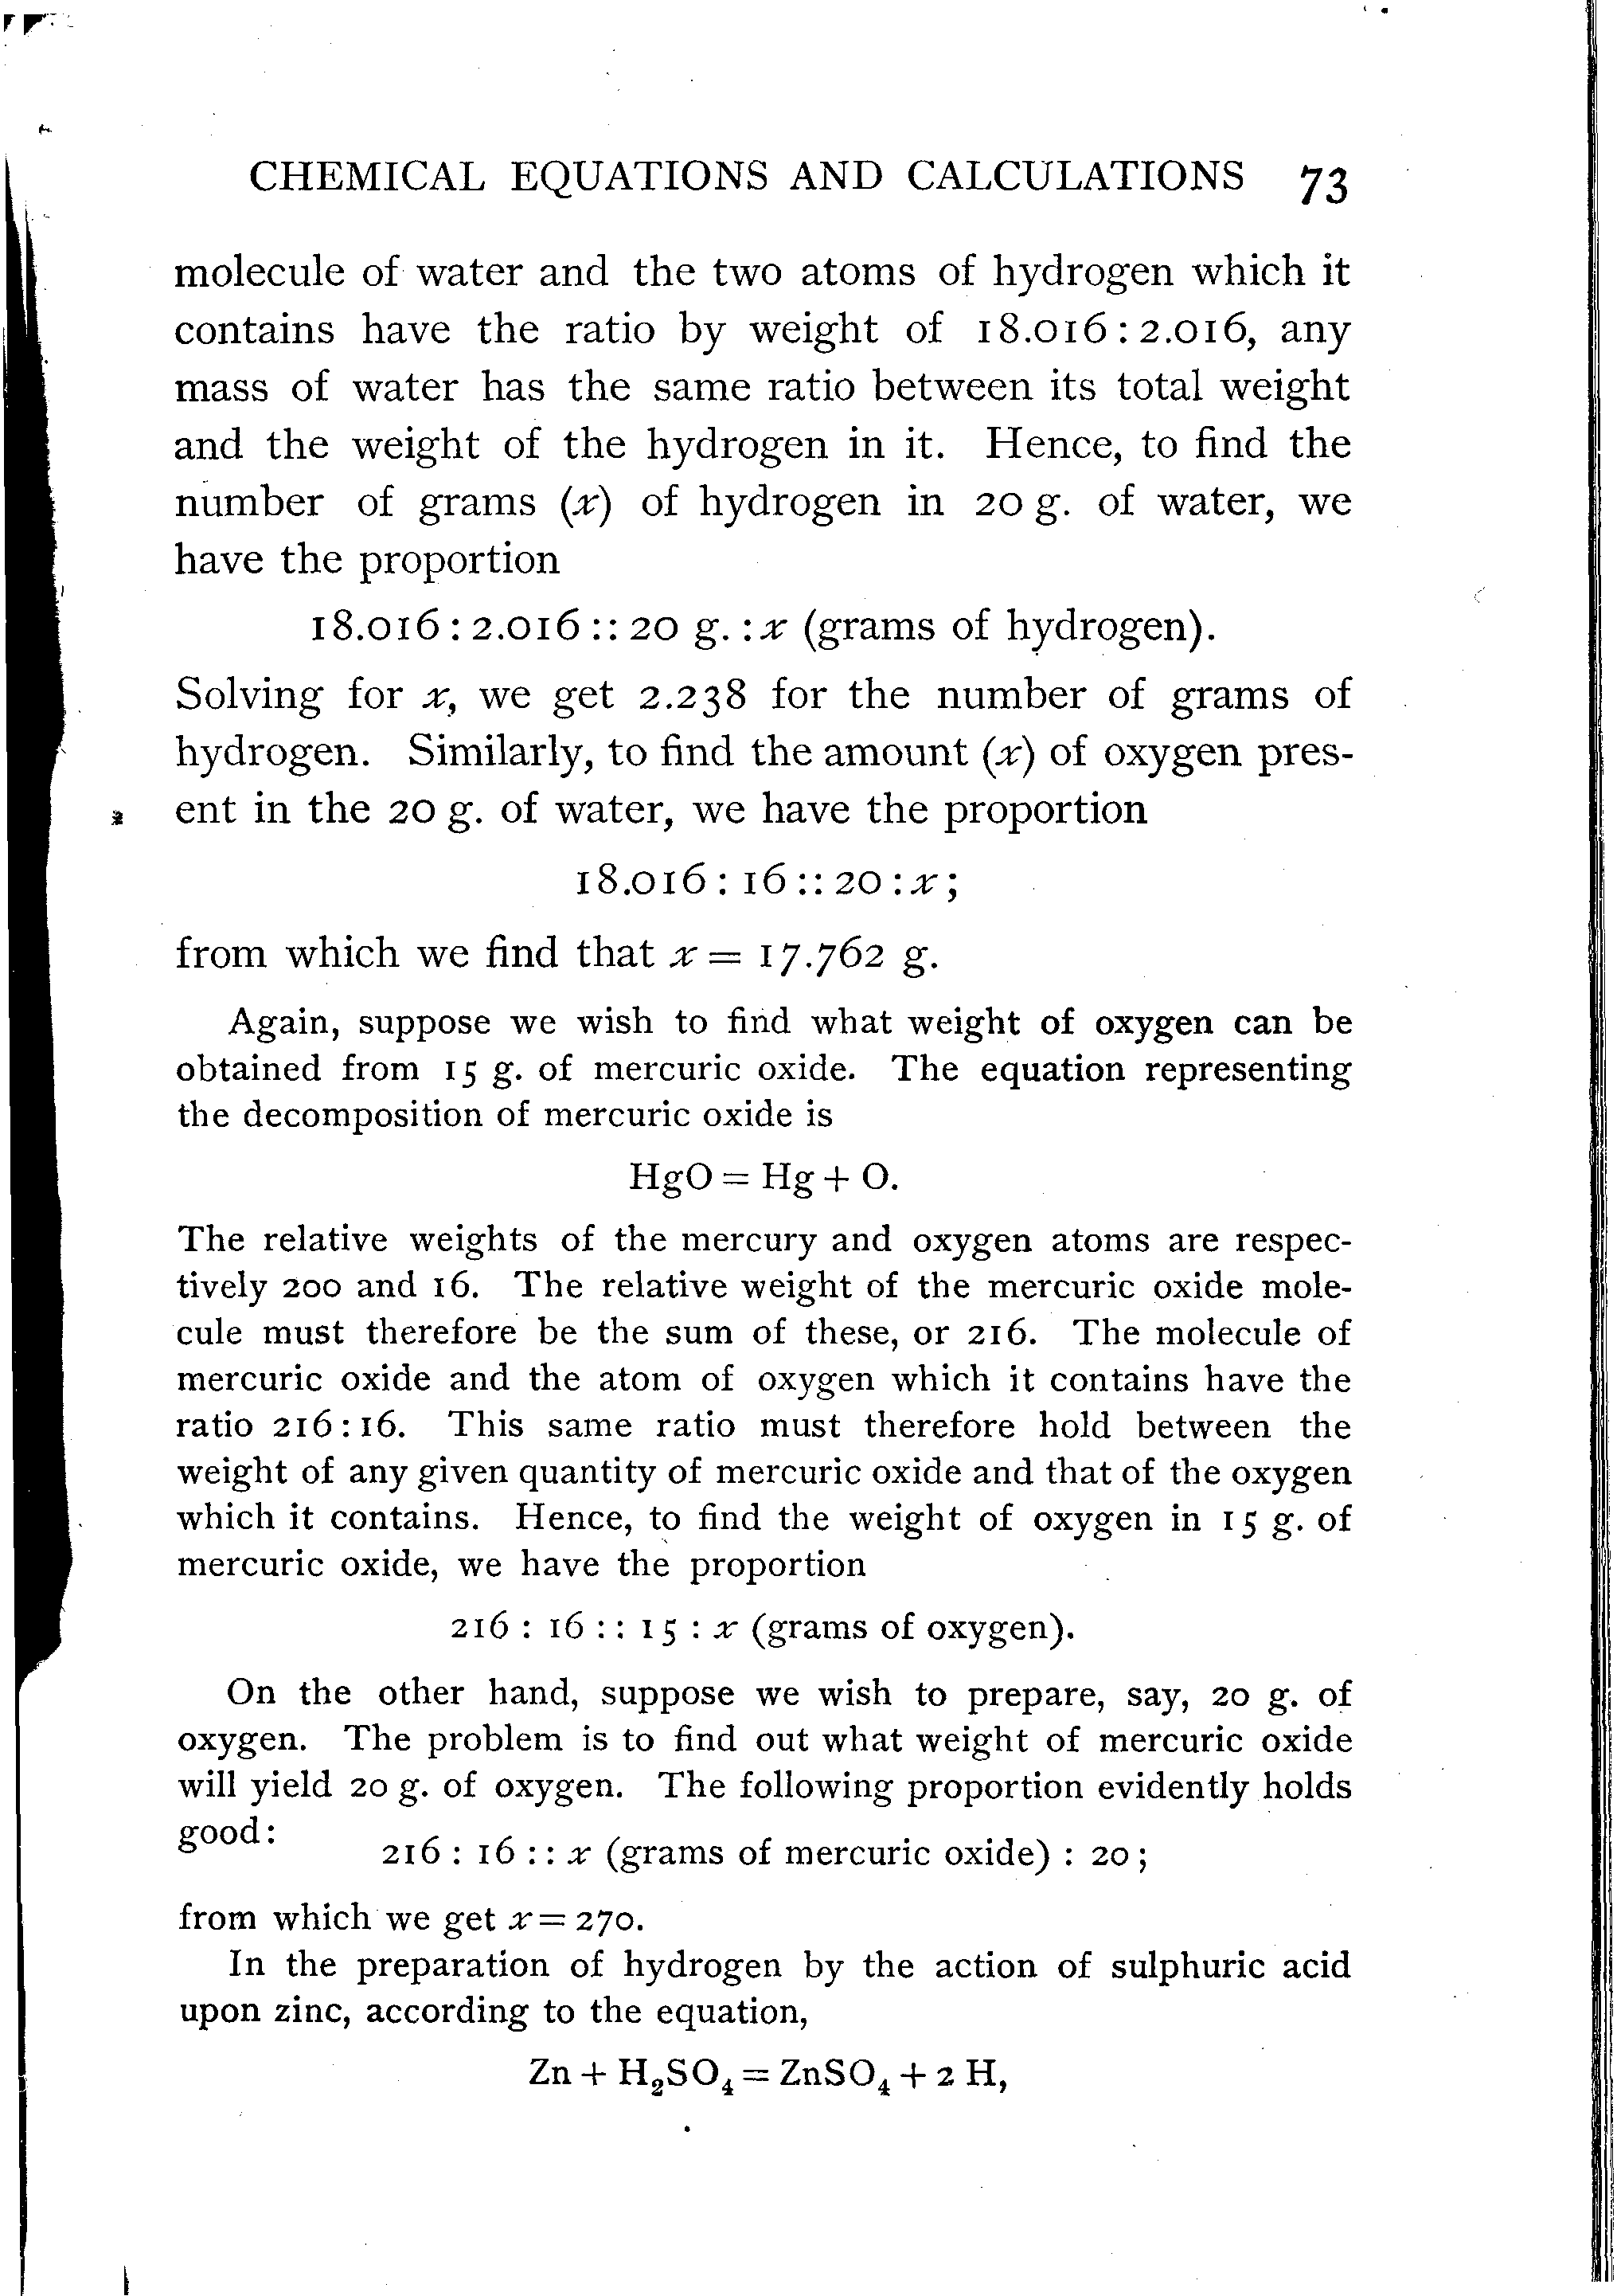 CHEMICAL EQUATIONS AND CALCULATIONS 73
molecule of water and the two atoms of hydrogen which it
contains have the ratio by weight of 18.016 : 2.016, any
mass of water has the same ratio between its total weight
and the weight of the hydrogen in it. Hence, to find the
number of grams (x) of hydrogen in 20 g. of water, we
have the proportion
18.016 : 2.016 :: 20 g. : x (grams of hydrogen).
Solving for x, we get 2.238 for the number of grams of
hydrogen. Similarly, to find the amount (x) of oxygen pres-
ent in the 20 g. of water, we have the proportion
18.016 : 16 :: 20 : x;
from which we find that x = 17.762 g.
Again, suppose we wish to find what weight of oxygen can be
obtained from 15 g. of mercuric oxide. The equation representing
the decomposition of mercuric oxide is
HgO = Hg + O.
The relative weights of the mercury and oxygen atoms are respec-
tively 200 and 16. The relative weight of the mercuric oxide mole-
cule must therefore be the sum of these, or 216. The molecule of
mercuric oxide and the atom of oxygen which it contains have the
ratio 216 : 16. This same ratio must therefore hold between the
weight of any given quantity of mercuric oxide and that of the oxygen
which it contains. Hence, to find the weight of oxygen in 15 g. of
mercuric oxide, we have the proportion
216 : 16 :: 15 : x (grams of oxygen).
On the other hand, suppose we wish to prepare, say, 20 g. of
oxygen. The problem is to find out what weight of mercuric oxide
will yield 20 g. of oxygen. The following proportion evidently holds
good:
216 : 16 :: x (grams of mercuric oxide) : 20;
from which we get x = 270.
In the preparation of hydrogen by the action of sulphuric acid
upon zinc, according to the equation,
Zn + H₂SO₄ = ZnSO₄ + 2 H,